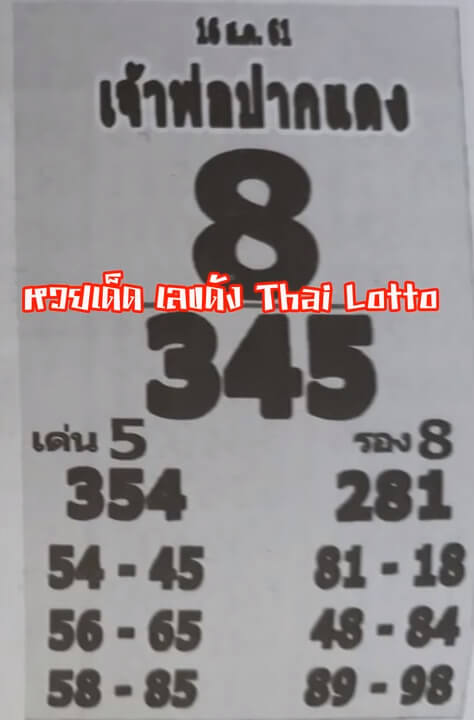 16 ธ.ค. 61
เจ้าพ่อปากแดง
8
หวยเด็ด เลขดัง Thai Lotto
345
เด่น 5 รอง 8
354 281
54 - 45 81 - 18
56 - 65 48 - 84
58 - 85 89 - 98